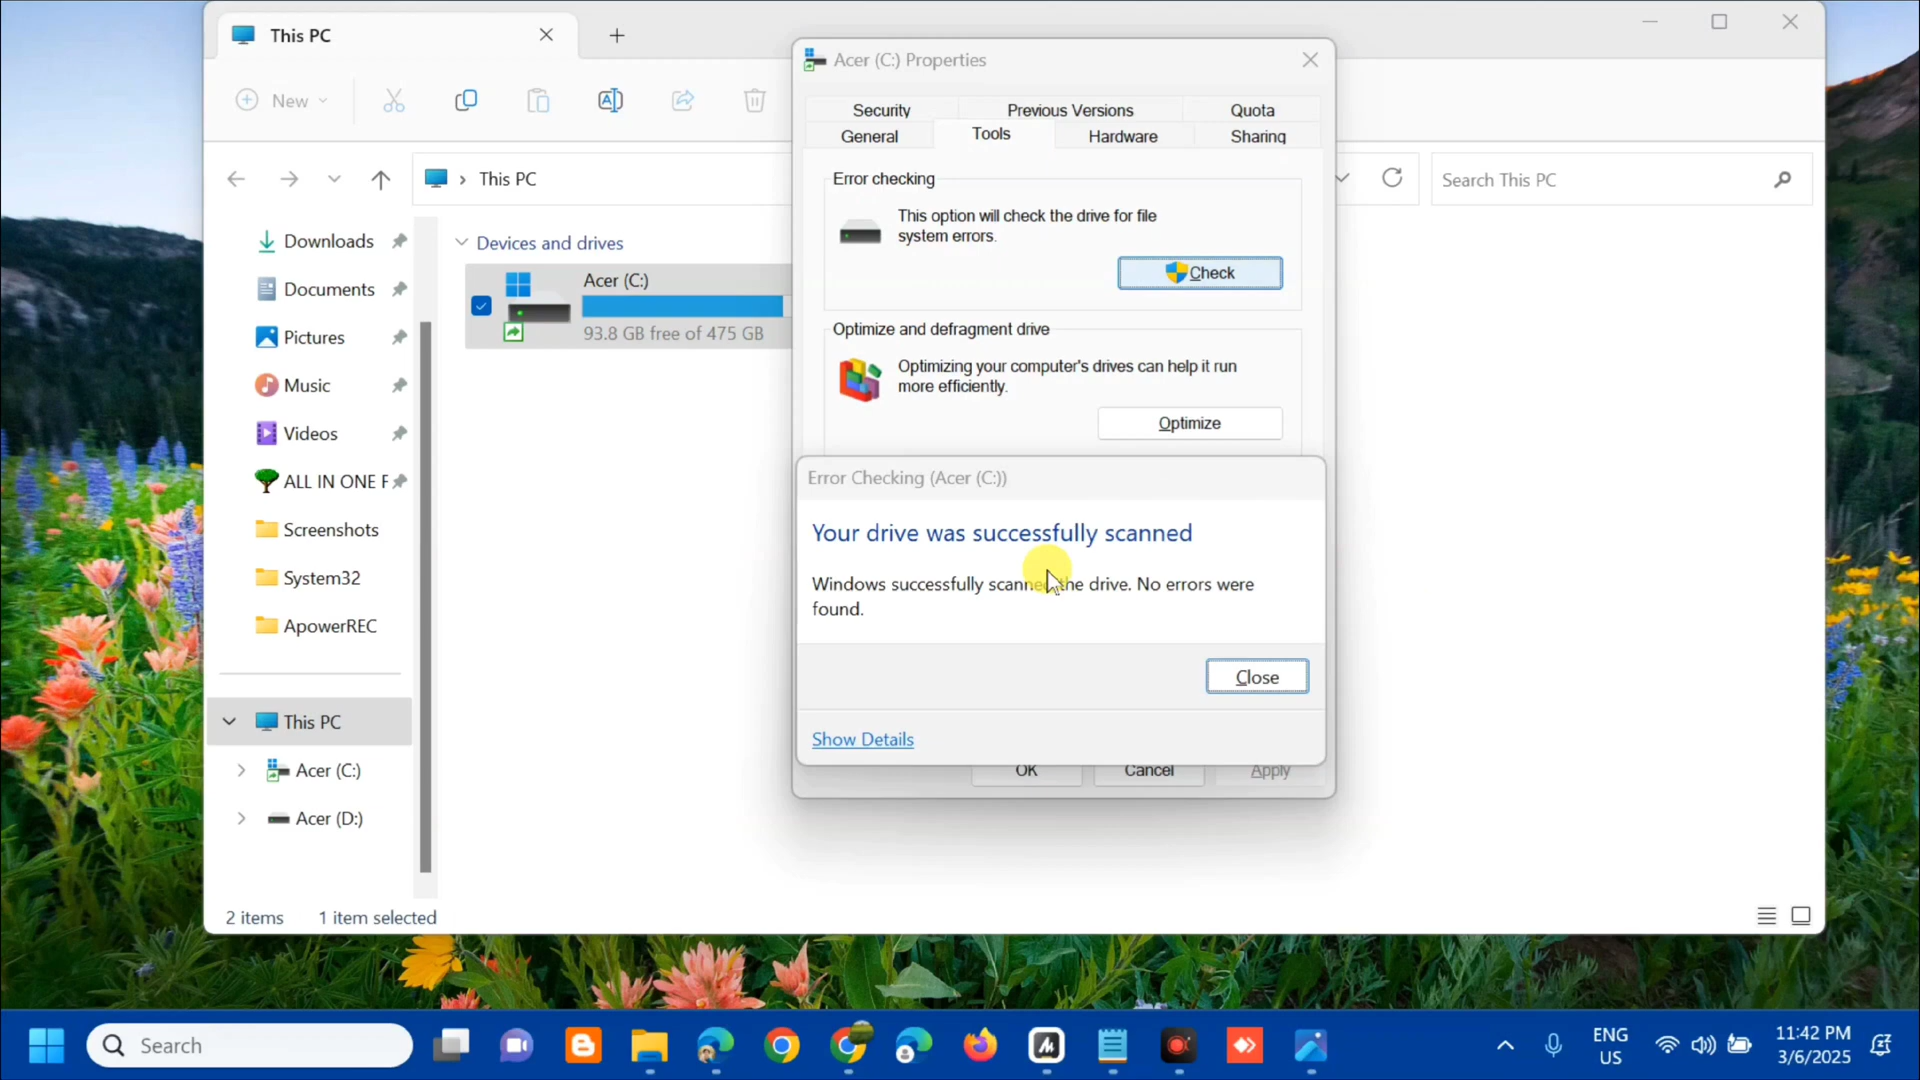 This PC
New
This PC
Search This PC
Downloads
Documents
Pictures
Music
Videos
ALL IN ONE F
Screenshots
System32
ApowerREC
This PC
Acer (C:)
Acer (D:)
Devices and drives
Acer (C:)
93.8 GB free of 475 GB
2 items 1 item selected
Acer (C:) Properties
Security Previous Versions Quota
General Tools Hardware Sharing
Error checking
This option will check the drive for file
system errors.
Check
Optimize and defragment drive
Optimizing your computer's drives can help it run
more efficiently.
Optimize
Error Checking (Acer (C:))
Your drive was successfully scanned
Windows successfully scanned the drive. No errors were
found.
Close
Show Details
OK Cancel Apply
Search
ENG
US
11:42 PM
3/6/2025